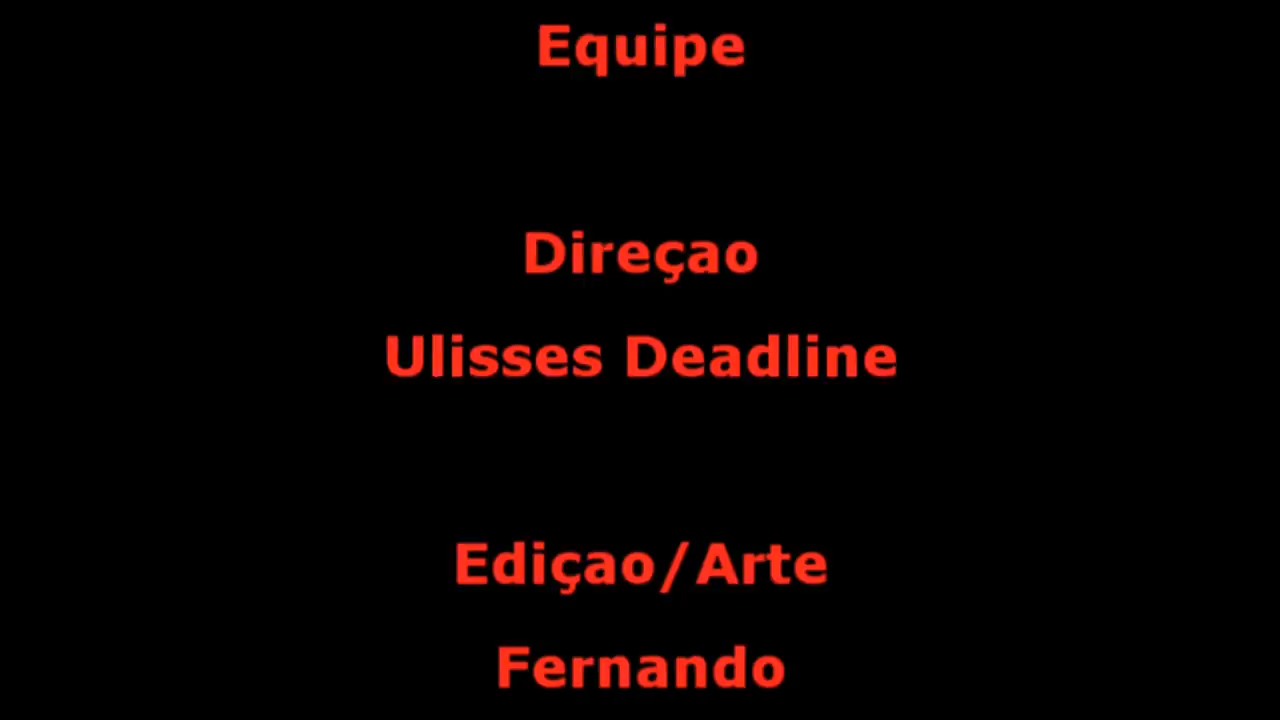 Equipe
Direçao
Ulisses Deadline
Ediçao/Arte
Fernando